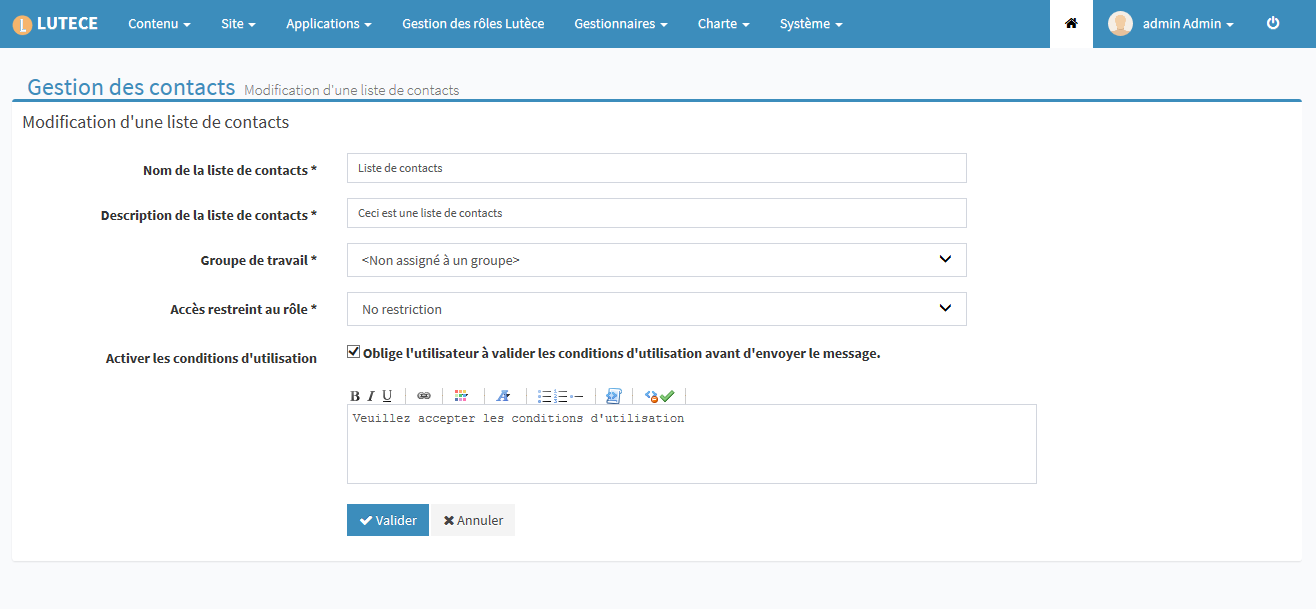 LUTECE Contenu Site Applications Gestion des rôles Lutèce Gestionnaires Charte Système admin Admin
Gestion des contacts Modification d'une liste de contacts
Modification d'une liste de contacts
Nom de la liste de contacts * Liste de contacts
Description de la liste de contacts * Ceci est une liste de contacts
Groupe de travail * <Non assigné à un groupe>
Accès restreint au rôle * No restriction
Activer les conditions d'utilisation Oblige l'utilisateur à valider les conditions d'utilisation avant d'envoyer le message.
B I U
Veuillez accepter les conditions d'utilisation
Valider Annuler